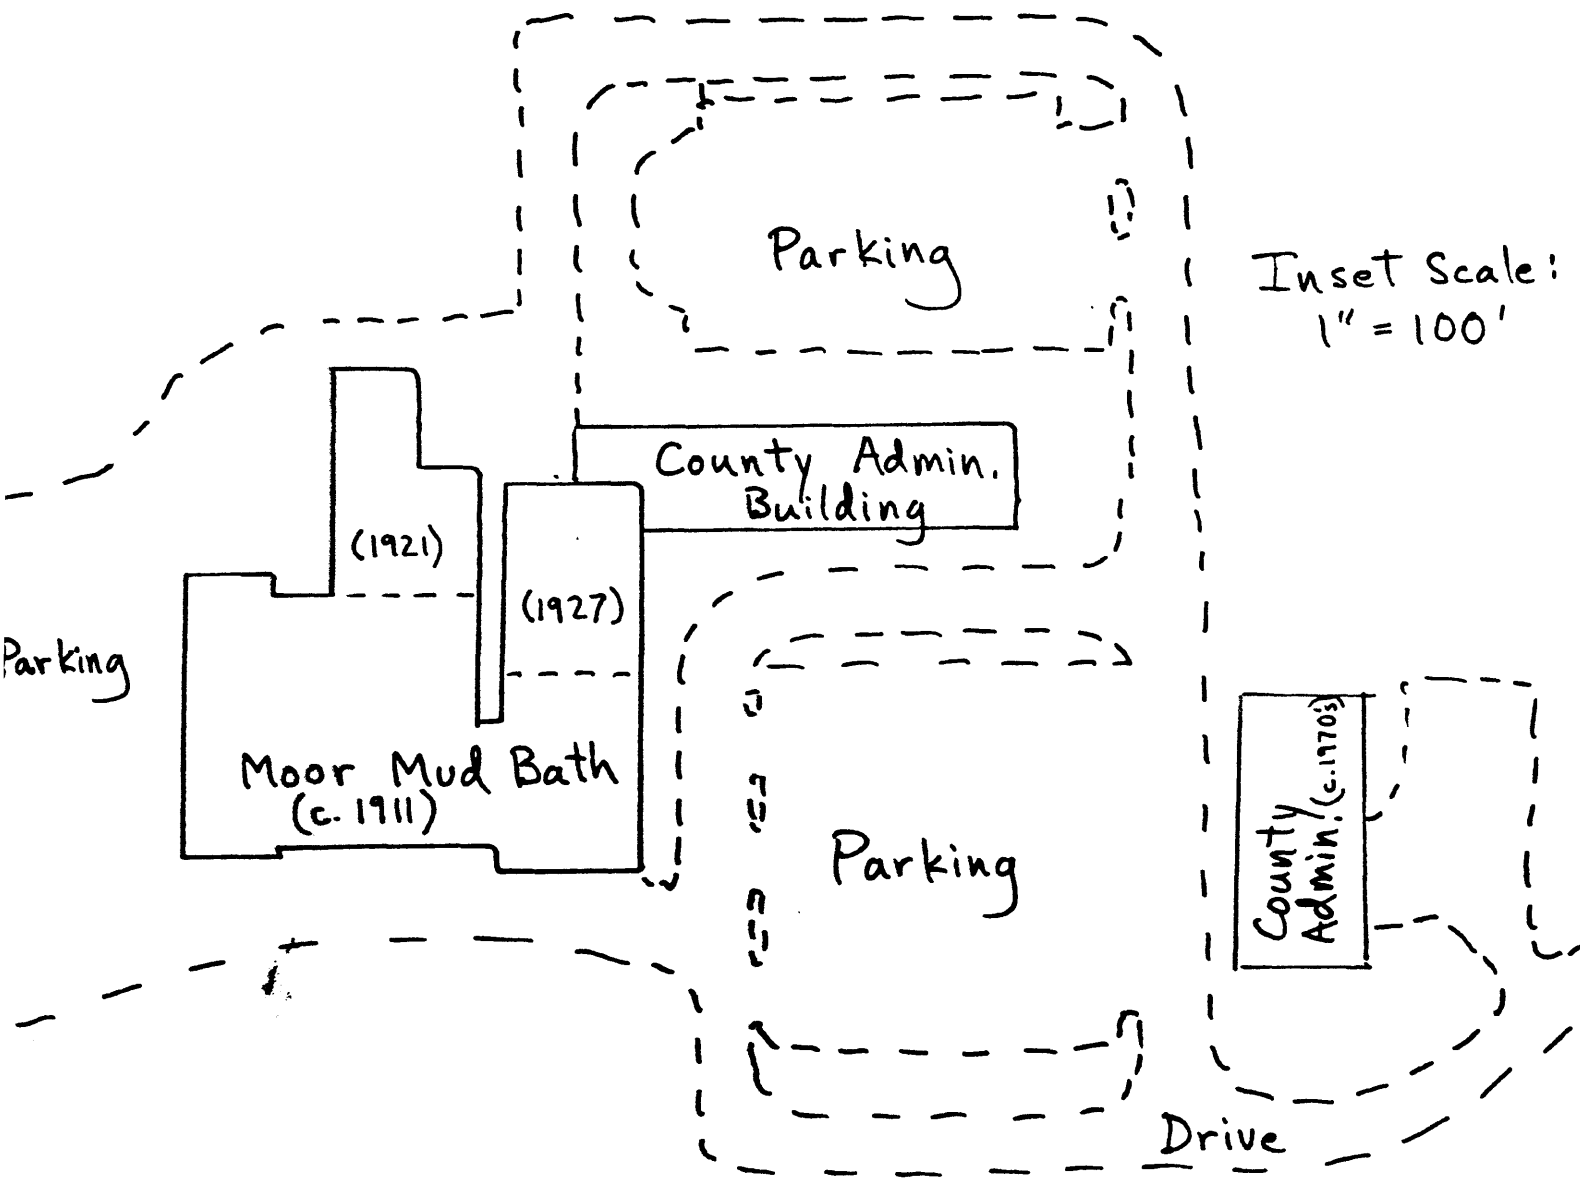 Parking
Inset Scale:
1" = 100'
County Admin.
Building
(1921)
(1927)
Parking
Moor Mud Bath
(c. 1911)
Parking
County
Admin. (c.1970's)
Drive